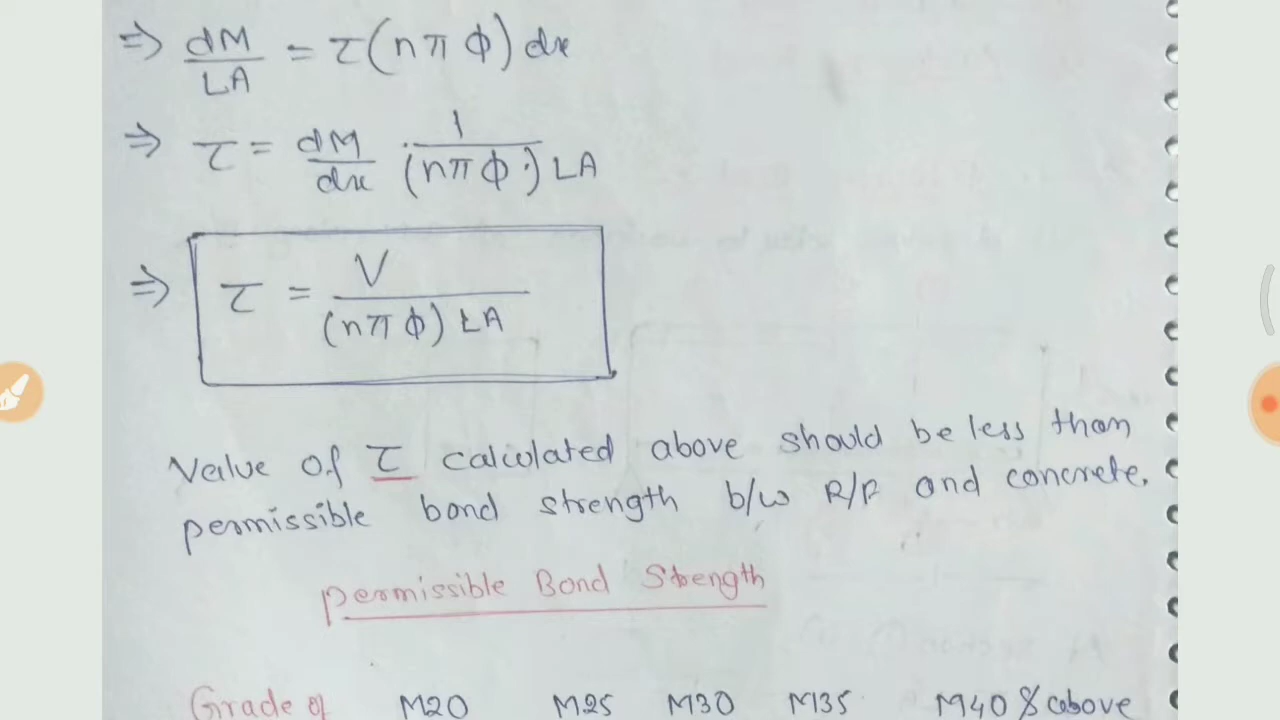 ⇒ dM/LA = τ(nπϕ) dx
⇒ τ = dM/dx · 1/(nπϕ·) LA
⇒ τ = V/(nπϕ) LA
Value of τ calculated above should be less than
permissible bond strength b/w R/F and concrete.
Permissible Bond Strength
Grade of M20 M25 M30 M35 M40 & above